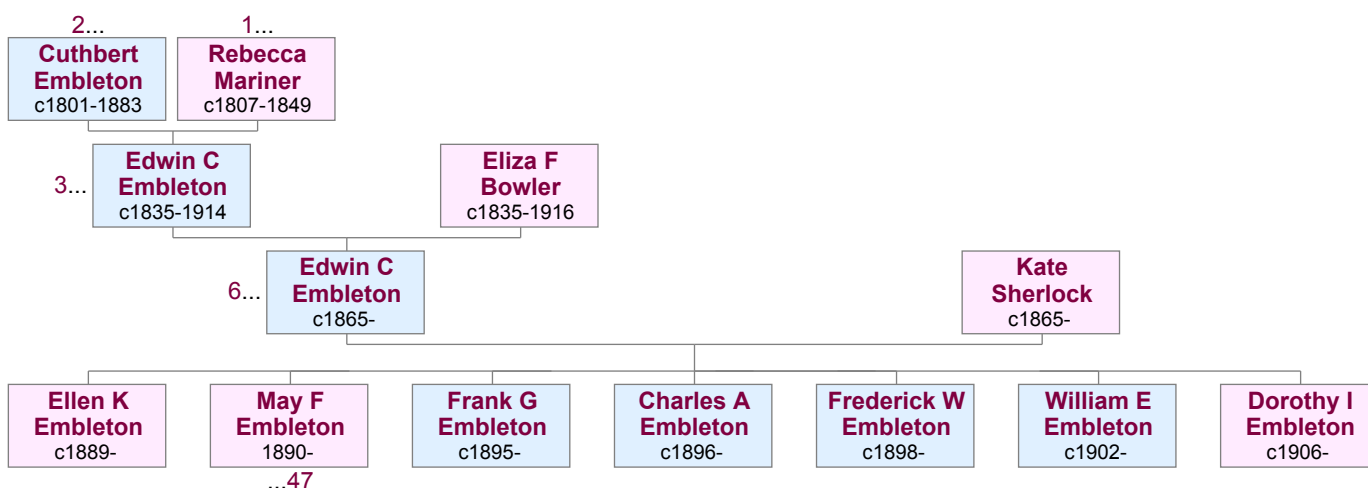 2...
1...
Cuthbert
Embleton
c1801-1883
Rebecca
Mariner
c1807-1849
3...
Edwin C
Embleton
c1835-1914
Eliza F
Bowler
c1835-1916
6...
Edwin C
Embleton
c1865-
Kate
Sherlock
c1865-
Ellen K
Embleton
c1889-
May F
Embleton
1890-
...47
Frank G
Embleton
c1895-
Charles A
Embleton
c1896-
Frederick W
Embleton
c1898-
William E
Embleton
c1902-
Dorothy I
Embleton
c1906-